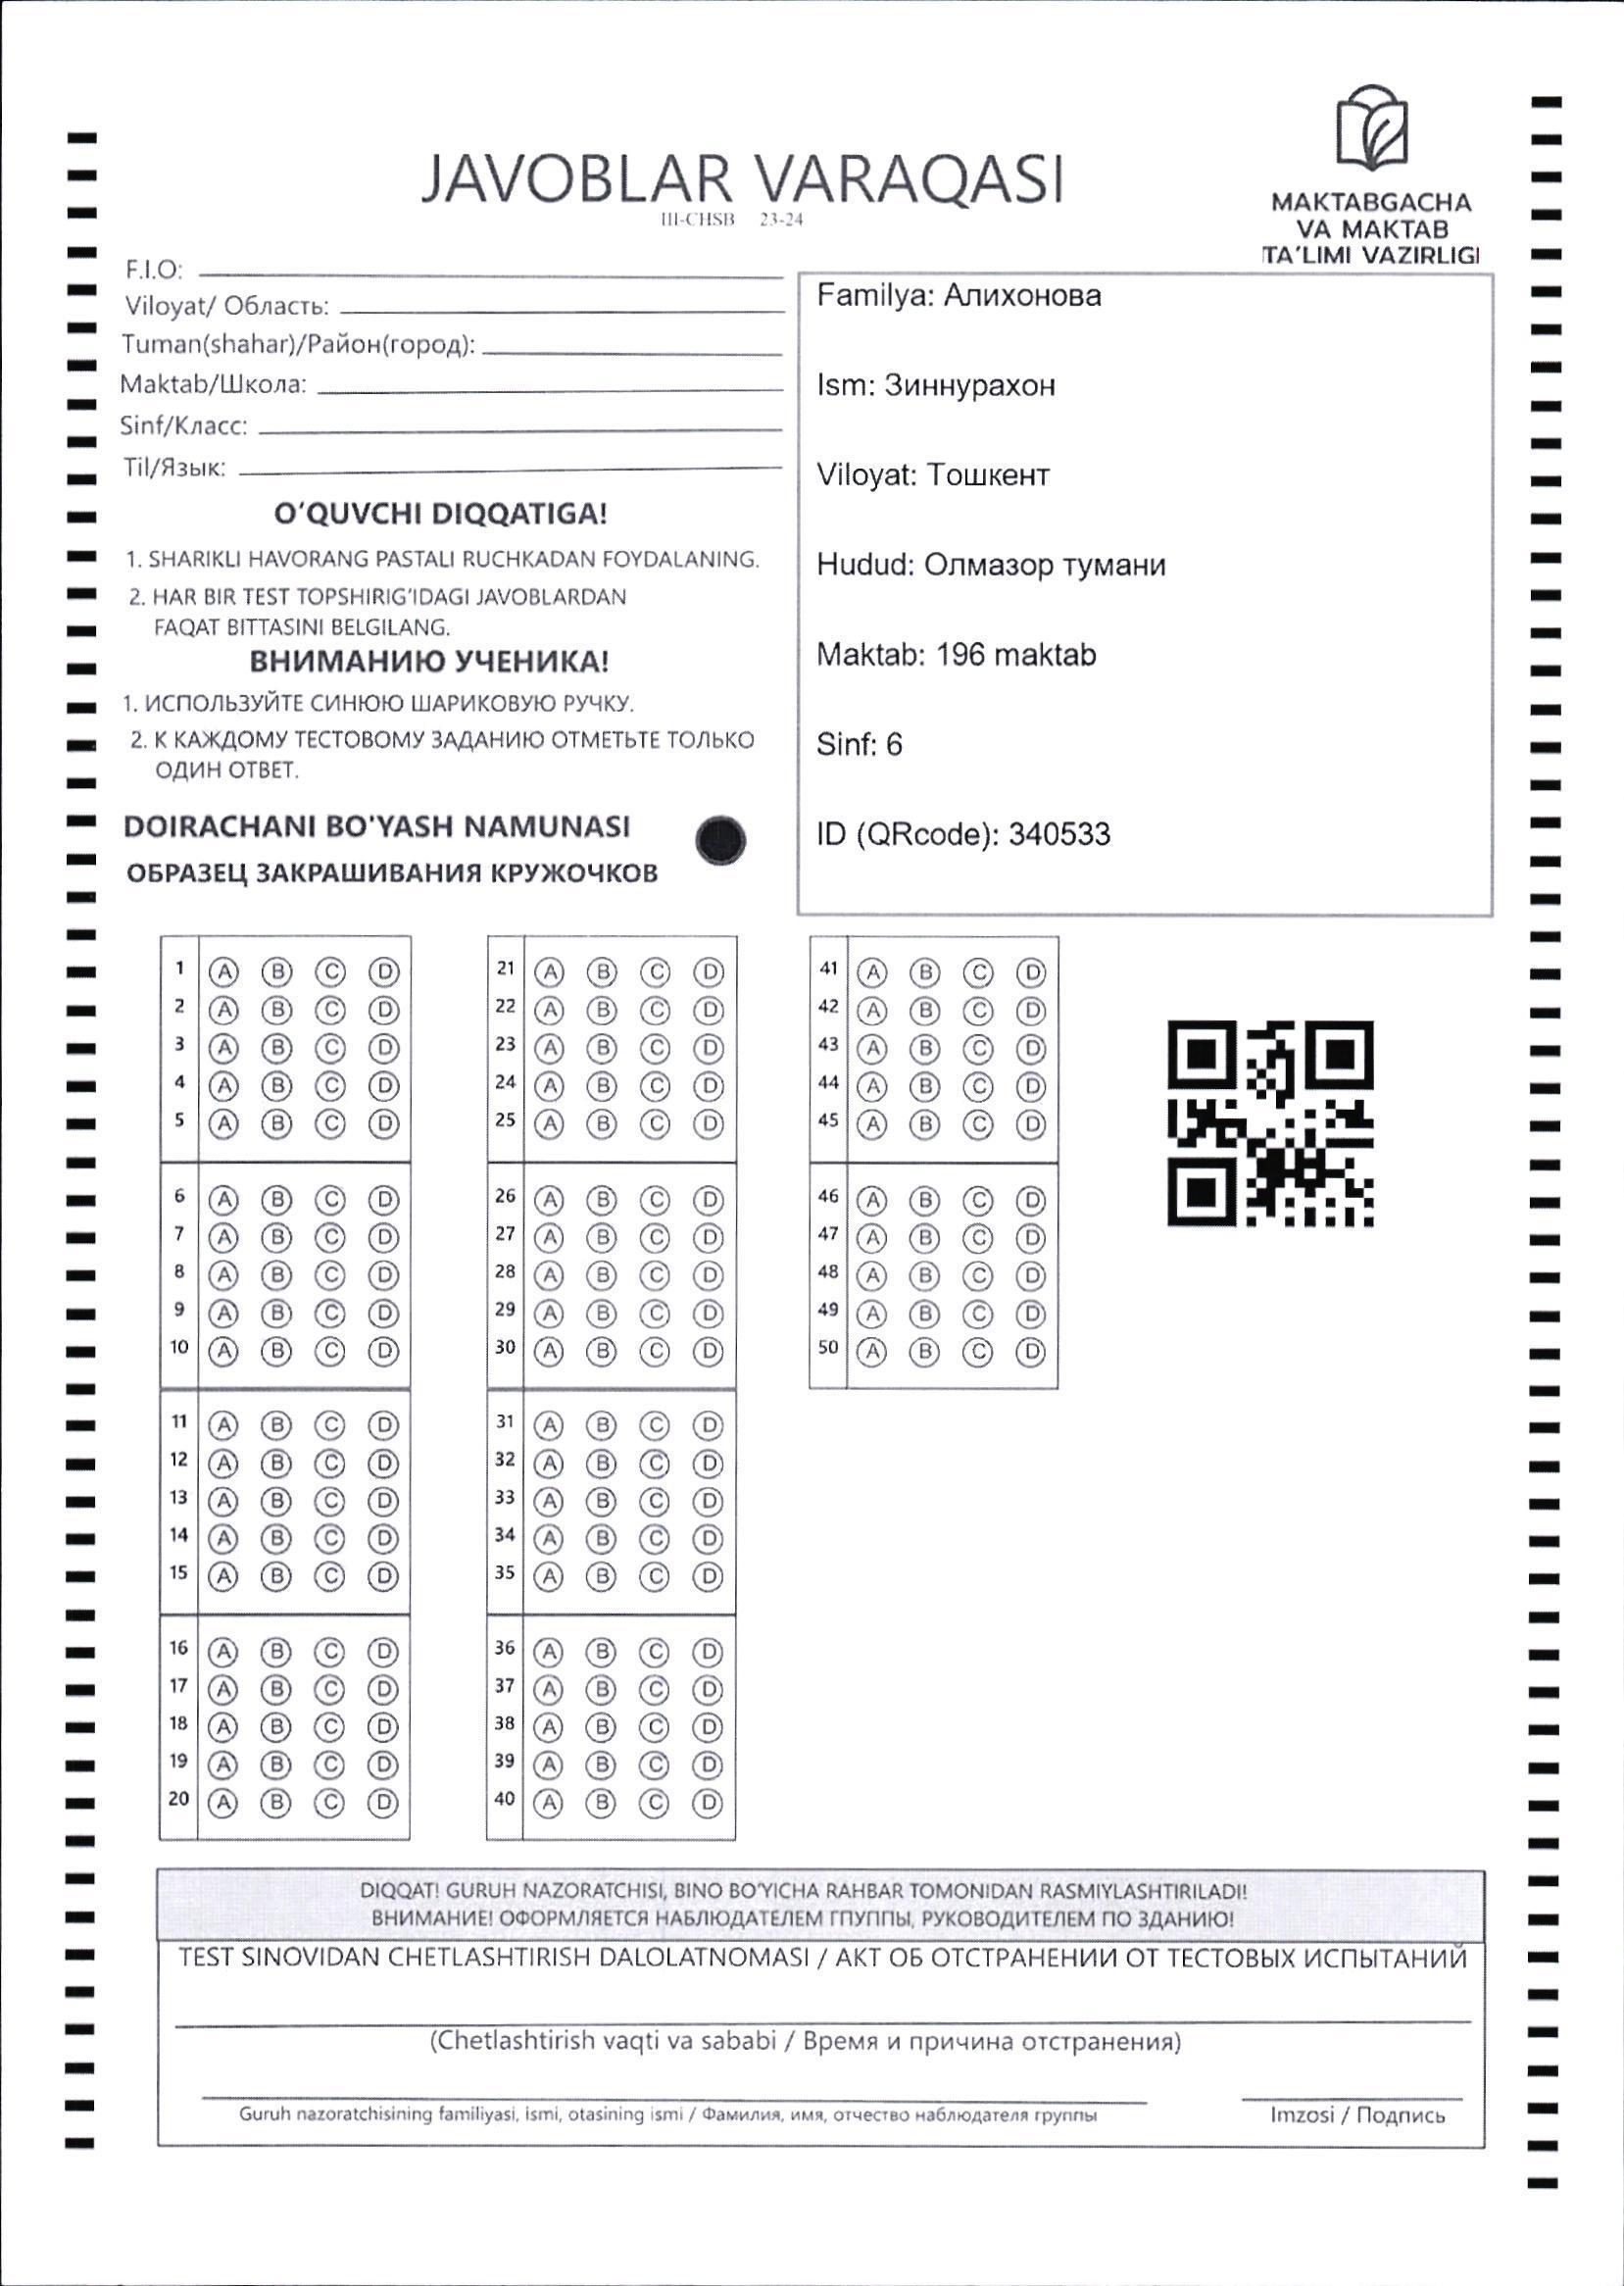 JAVOBLAR VARAQASI
III-CHSB 23-24
MAKTABGACHA
VA MAKTAB
TA'LIMI VAZIRLIGI
F.I.O:
Viloyat/ Область:
Tuman(shahar)/Район(город):
Maktab/Школа:
Sinf/Класс:
Til/Язык:
O'QUVCHI DIQQATIGA!
1. SHARIKLI HAVORANG PASTALI RUCHKADAN FOYDALANING.
2. HAR BIR TEST TOPSHIRIG'IDAGI JAVOBLARDAN
FAQAT BITTASINI BELGILANG.
ВНИМАНИЮ УЧЕНИКА!
1. ИСПОЛЬЗУЙТЕ СИНЮЮ ШАРИКОВУЮ РУЧКУ.
2. К КАЖДОМУ ТЕСТОВОМУ ЗАДАНИЮ ОТМЕТЬТЕ ТОЛЬКО
ОДИН ОТВЕТ.
DOIRACHANI BO'YASH NAMUNASI
ОБРАЗЕЦ ЗАКРАШИВАНИЯ КРУЖОЧКОВ
Familya: Алихонова
Ism: Зиннурахон
Viloyat: Тошкент
Hudud: Олмазор тумани
Maktab: 196 maktab
Sinf: 6
ID (QRcode): 340533
1 A B C D
2 A B C D
3 A B C D
4 A B C D
5 A B C D
6 A B C D
7 A B C D
8 A B C D
9 A B C D
10 A B C D
11 A B C D
12 A B C D
13 A B C D
14 A B C D
15 A B C D
16 A B C D
17 A B C D
18 A B C D
19 A B C D
20 A B C D
21 A B C D
22 A B C D
23 A B C D
24 A B C D
25 A B C D
26 A B C D
27 A B C D
28 A B C D
29 A B C D
30 A B C D
31 A B C D
32 A B C D
33 A B C D
34 A B C D
35 A B C D
36 A B C D
37 A B C D
38 A B C D
39 A B C D
40 A B C D
41 A B C D
42 A B C D
43 A B C D
44 A B C D
45 A B C D
46 A B C D
47 A B C D
48 A B C D
49 A B C D
50 A B C D
DIQQAT! GURUH NAZORATCHISI, BINO BO'YICHA RAHBAR TOMONIDAN RASMIYLASHTIRILADI!
ВНИМАНИЕ! ОФОРМЛЯЕТСЯ НАБЛЮДАТЕЛЕМ ГПУППЫ, РУКОВОДИТЕЛЕМ ПО ЗДАНИЮ!
TEST SINOVIDAN CHETLASHTIRISH DALOLATNOMASI / АКТ ОБ ОТСТРАНЕНИИ ОТ ТЕСТОВЫХ ИСПЫТАНИЙ
(Chetlashtirish vaqti va sababi / Время и причина отстранения)
Guruh nazoratchisining familiyasi, ismi, otasining ismi / Фамилия, имя, отчество наблюдателя группы
Imzosi / Подпись